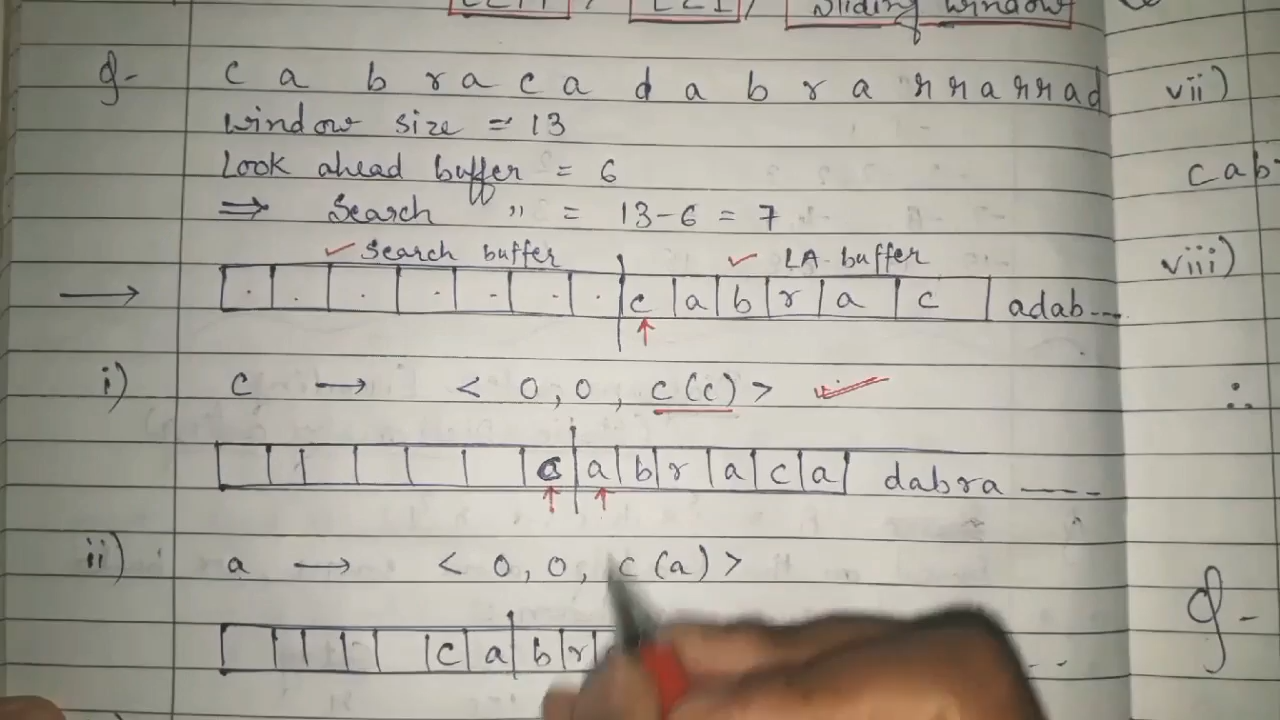 sliding window
Q- c a b r a c a d a b r a r r a r r a d vii)
window size = 13
Look ahead buffer = 6 cab
⇒ Search " = 13-6 = 7
✓ Search buffer ✓ LA buffer viii)
→ . . . . . . . c a b r a c adab...
↑
i) c → < 0, 0, c(c) > ✓ ∴
c a b r a c a dabra ----
↑ ↑
ii) a → < 0, 0, c(a) >
Q-
c a b r